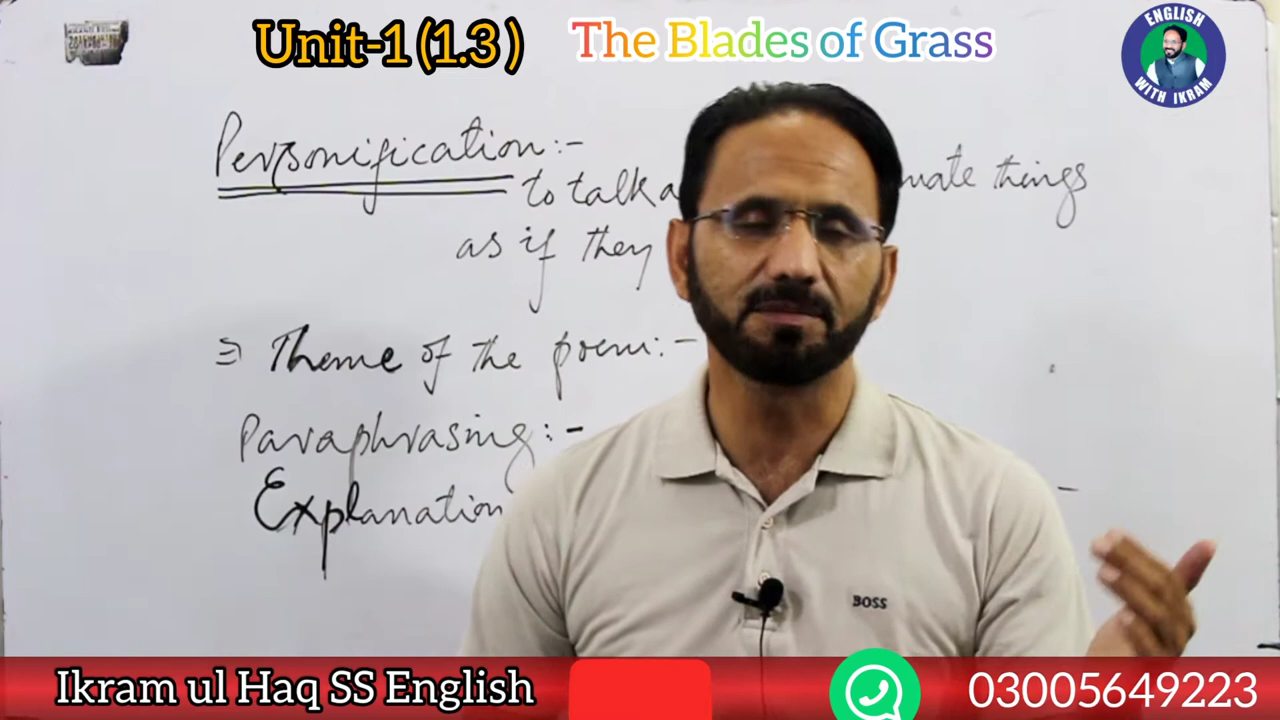 Unit-1 (1.3) The Blades of Grass
ENGLISH
WITH IKRAM
Personification:-
to talk a nate things
as if they
Theme of the poem:-
Paraphrasing:-
Explanation
BOSS
Ikram ul Haq SS English
03005649223